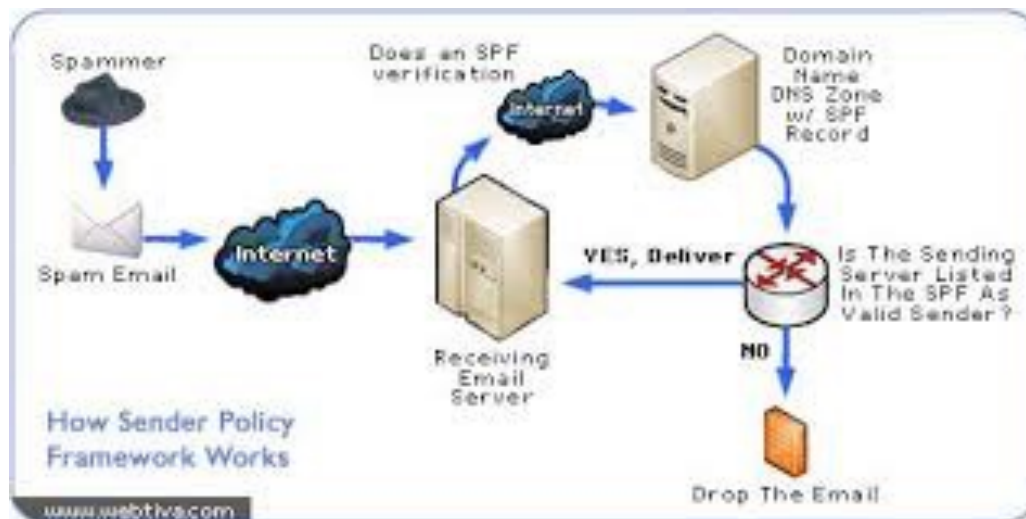 Spammer
Spam Email
Internet
Does an SPF
verification
Internet
Domain
Name
DNS Zone
w/ SPF
Record
Receiving
Email
Server
YES, Deliver
Is The Sending
Server Listed
In The SPF As
Valid Sender?
NO
Drop The Email
How Sender Policy
Framework Works
www.webtiva.com